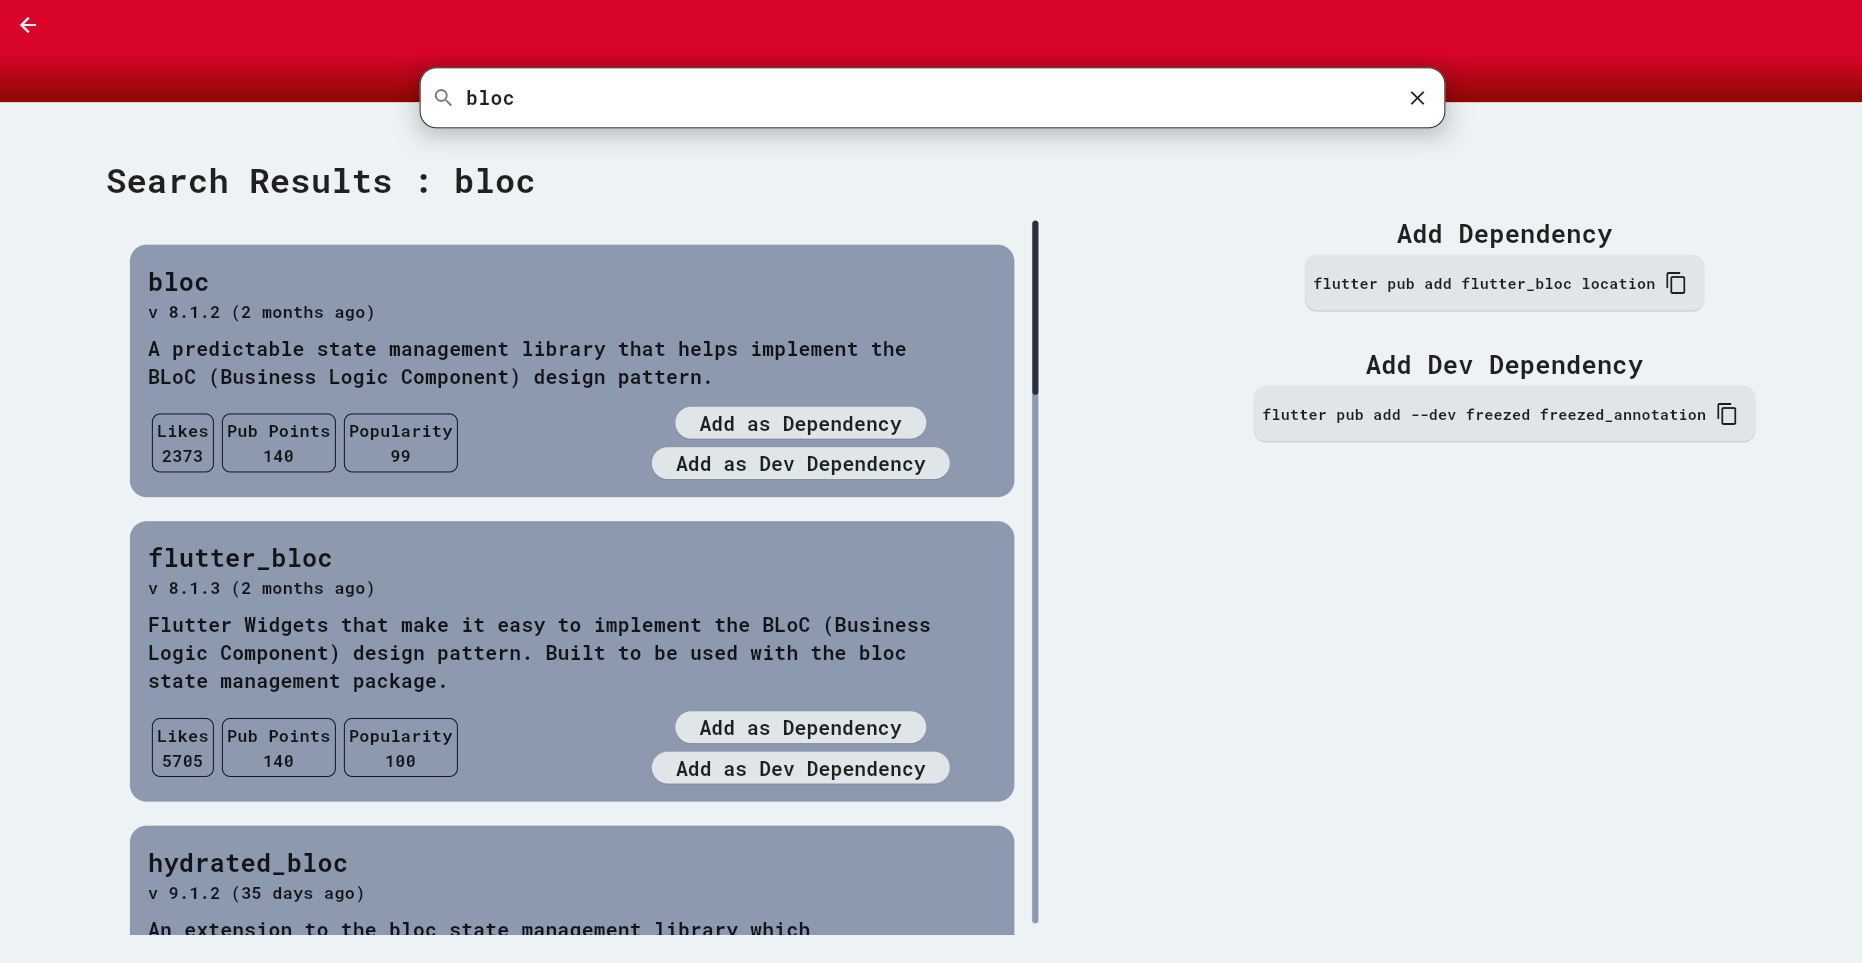 bloc
Search Results : bloc
bloc
v 8.1.2 (2 months ago)
A predictable state management library that helps implement the
BLoC (Business Logic Component) design pattern.
Likes
2373
Pub Points
140
Popularity
99
Add as Dependency
Add as Dev Dependency
flutter_bloc
v 8.1.3 (2 months ago)
Flutter Widgets that make it easy to implement the BLoC (Business
Logic Component) design pattern. Built to be used with the bloc
state management package.
Likes
5705
Pub Points
140
Popularity
100
Add as Dependency
Add as Dev Dependency
hydrated_bloc
v 9.1.2 (35 days ago)
An extension to the bloc state management library which
Add Dependency
flutter pub add flutter_bloc location
Add Dev Dependency
flutter pub add --dev freezed freezed_annotation